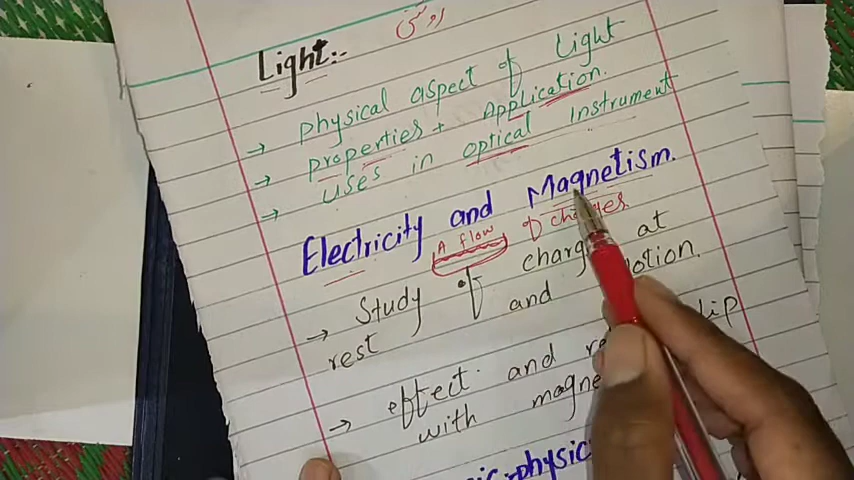 Light:- روشنی
→ physical aspect of light
→ properties + Application.
→ uses in optical instrument
Electricity and Magnetism.
A flow of charges
→ Study of charge at
rest and motion.
→ effect. and
with